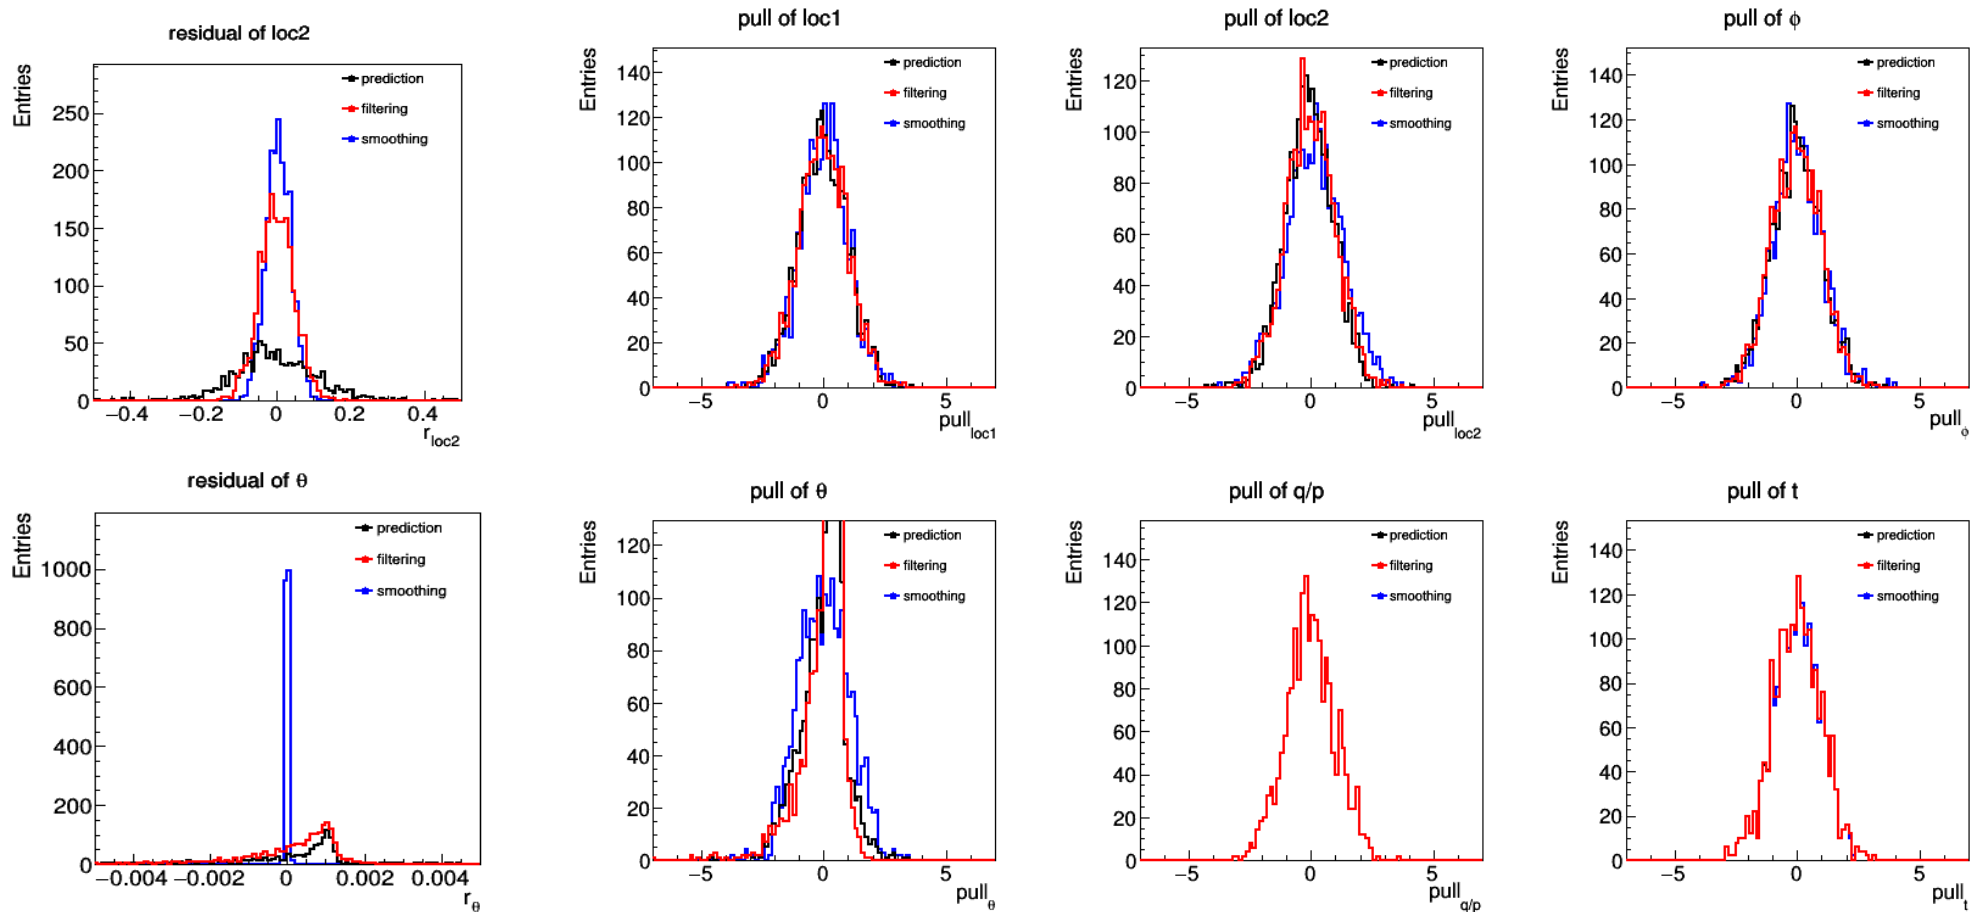 residual of loc2
Entries
250
200
150
100
50
0
−0.4 −0.2 0 0.2 0.4
r_loc2
prediction
filtering
smoothing
pull of loc1
Entries
140
120
100
80
60
40
20
0
−5 0 5
pull_loc1
prediction
filtering
smoothing
pull of loc2
Entries
120
100
80
60
40
20
0
−5 0 5
pull_loc2
prediction
filtering
smoothing
pull of ϕ
Entries
140
120
100
80
60
40
20
0
−5 0 5
pull_ϕ
prediction
filtering
smoothing
residual of θ
Entries
1000
800
600
400
200
0
−0.004 −0.002 0 0.002 0.004
r_θ
prediction
filtering
smoothing
pull of θ
Entries
120
100
80
60
40
20
0
−5 0 5
pull_θ
prediction
filtering
smoothing
pull of q/p
Entries
140
120
100
80
60
40
20
0
−5 0 5
pull_q/p
prediction
filtering
smoothing
pull of t
Entries
140
120
100
80
60
40
20
0
−5 0 5
pull_t
prediction
filtering
smoothing